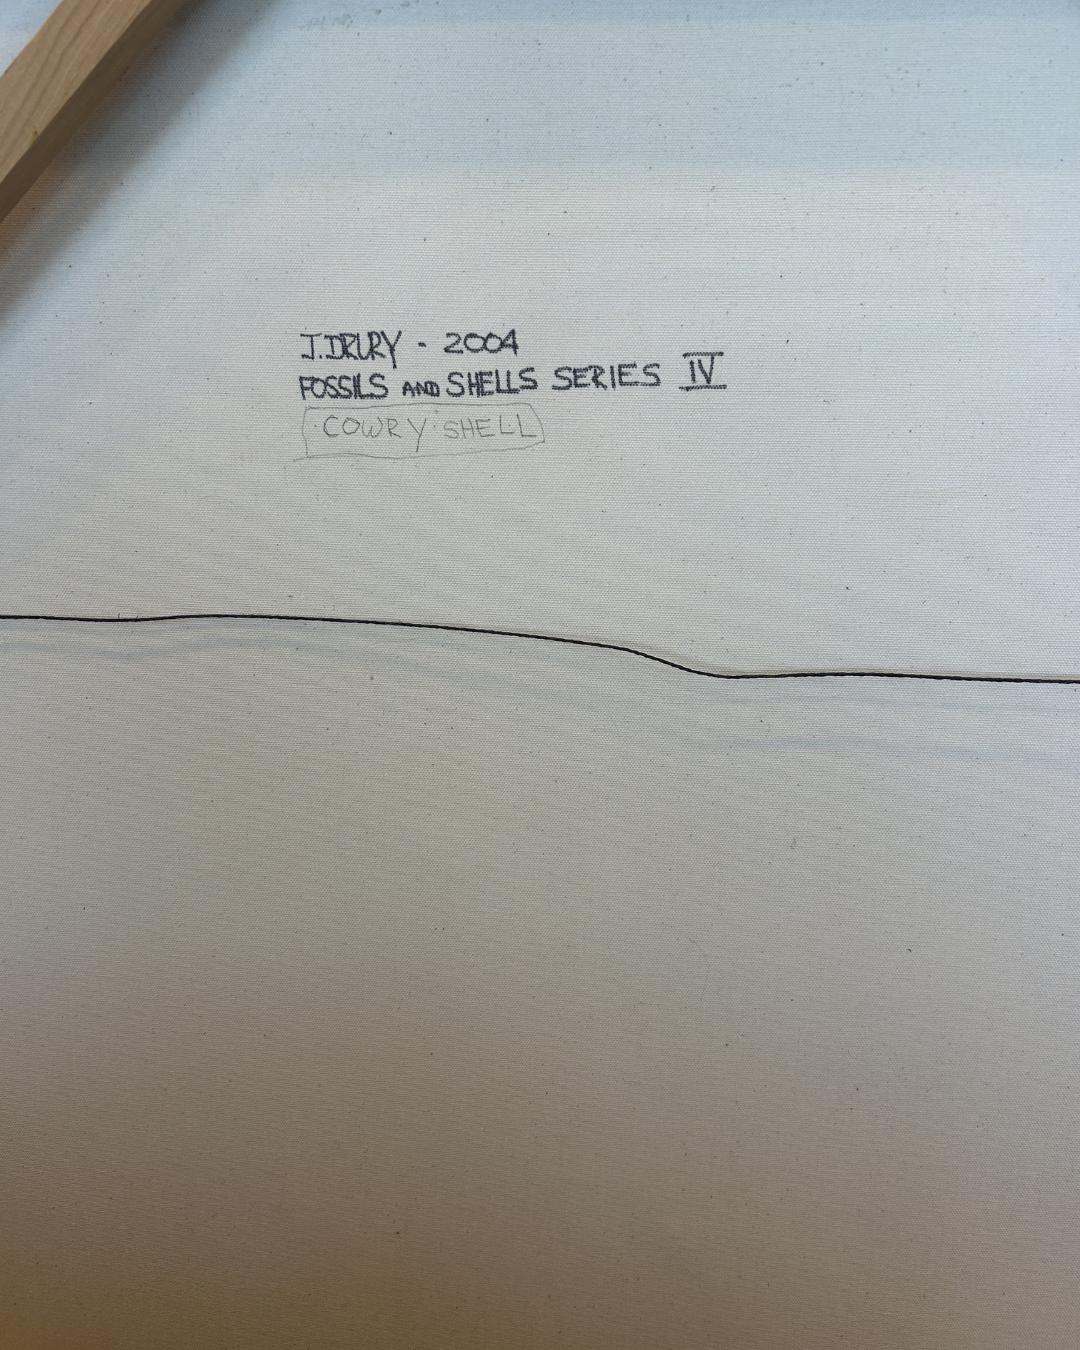 J. DRURY - 2004
FOSSILS AND SHELLS SERIES IV
COWRY SHELL